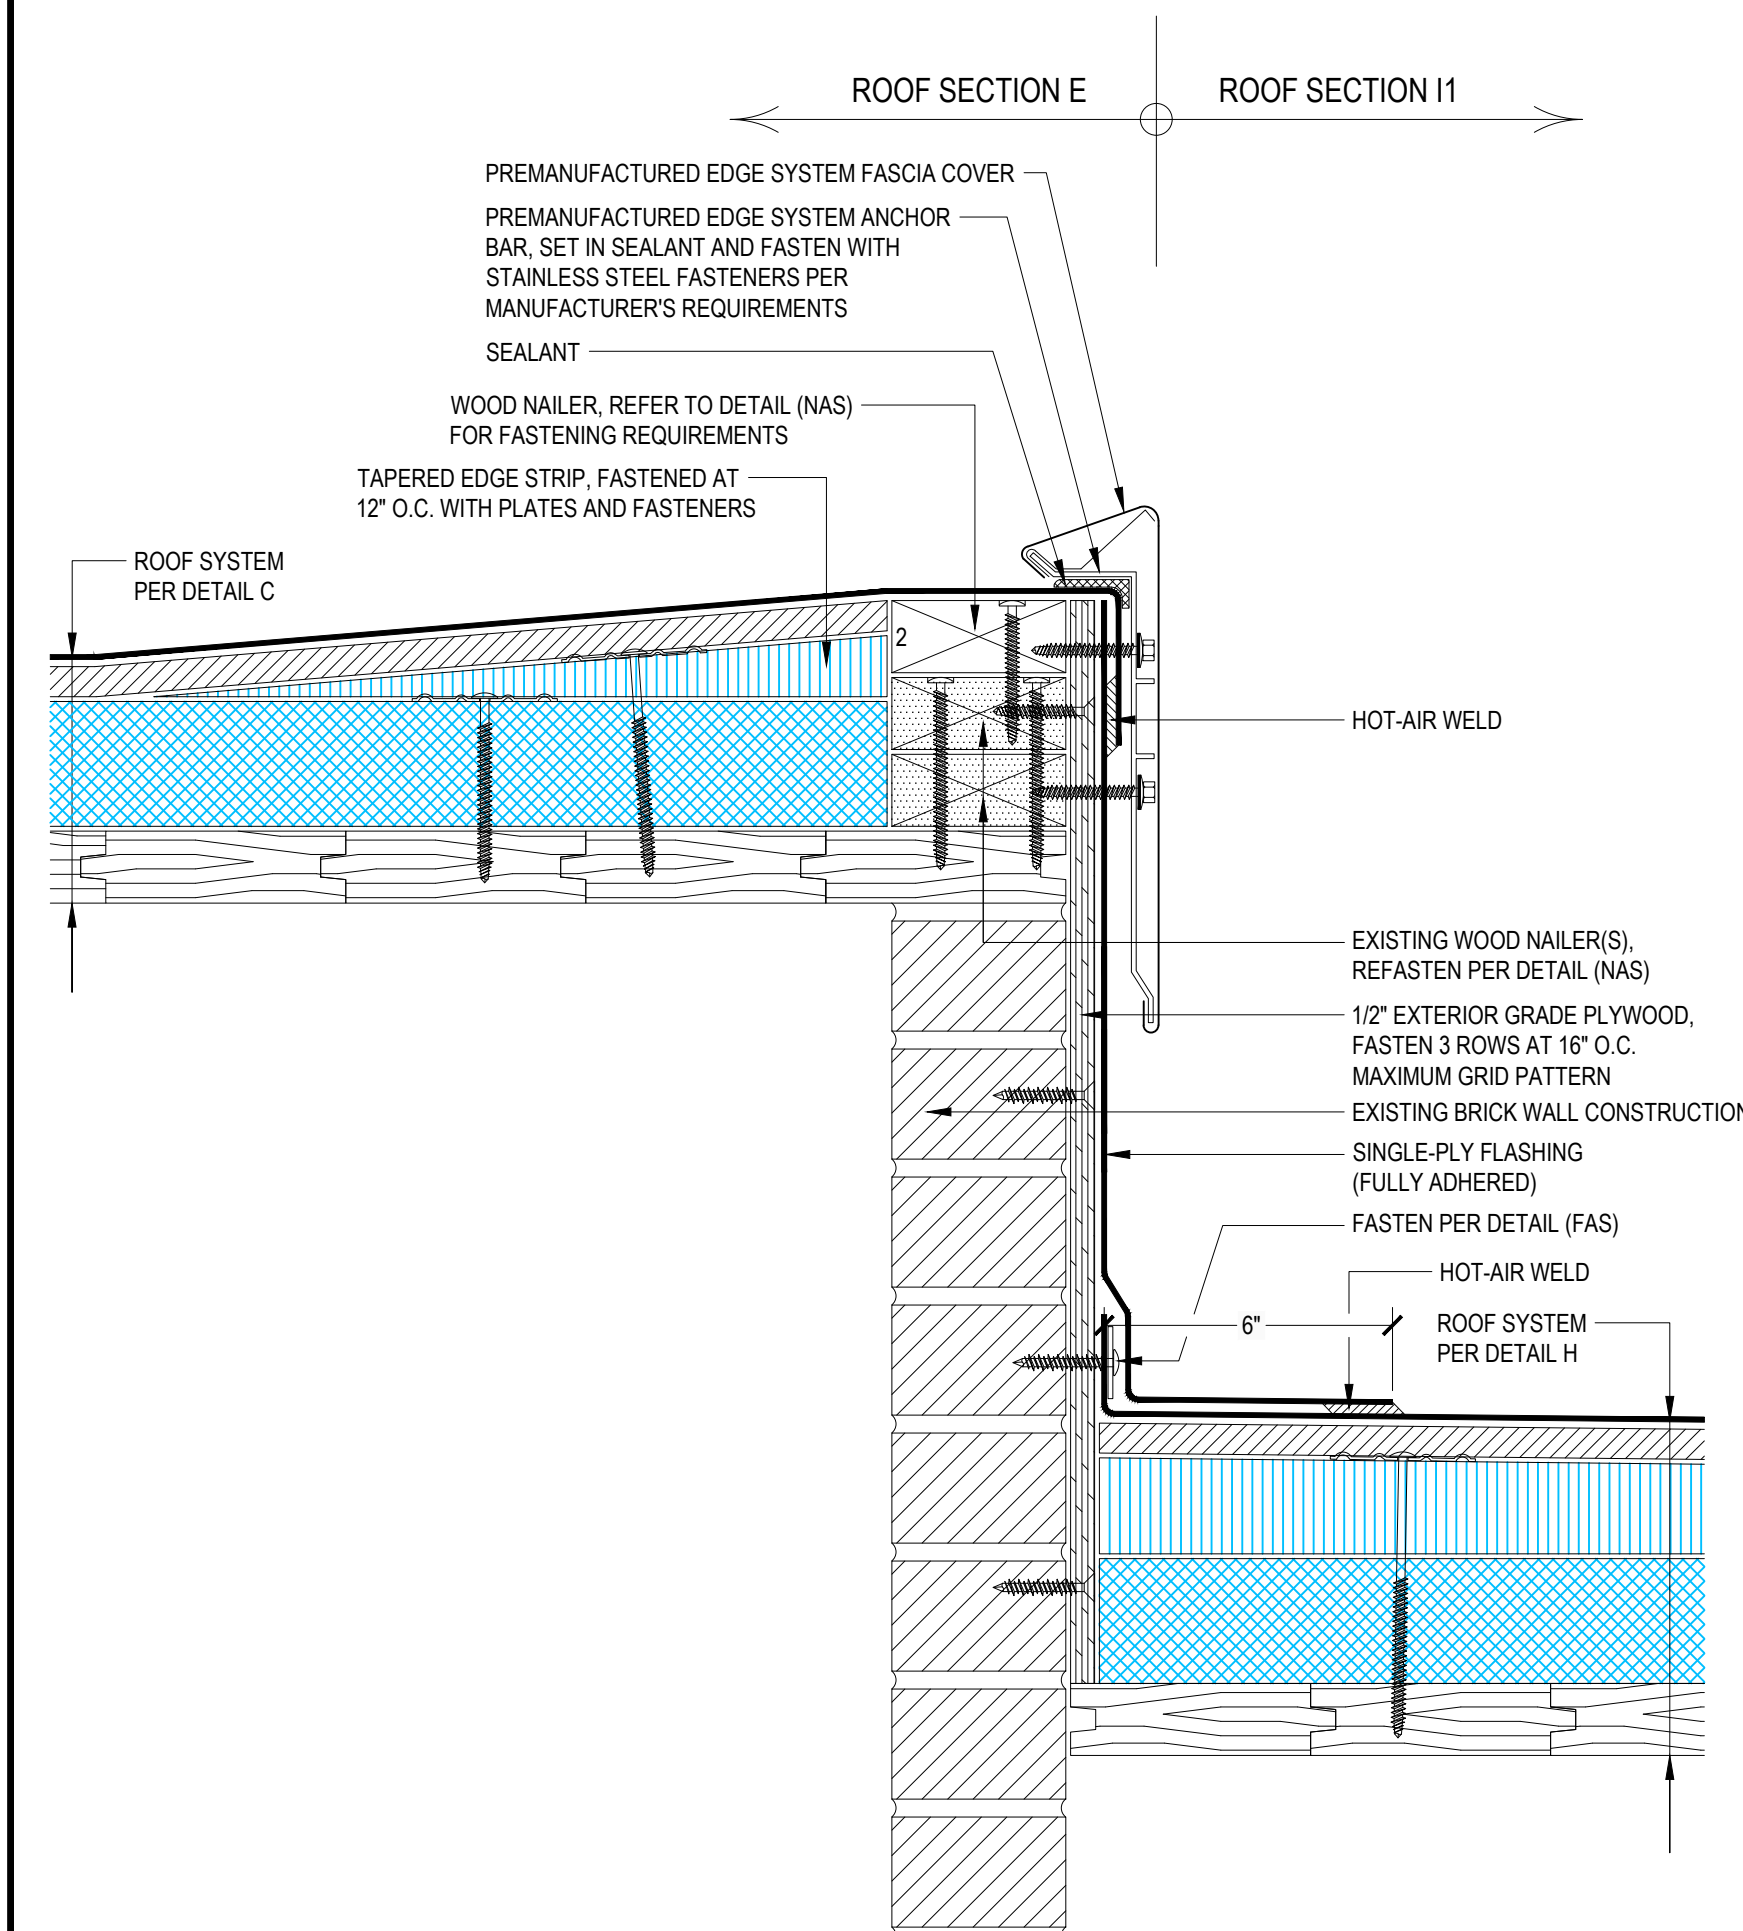 ROOF SECTION E
ROOF SECTION I1
PREMANUFACTURED EDGE SYSTEM FASCIA COVER
PREMANUFACTURED EDGE SYSTEM ANCHOR
BAR, SET IN SEALANT AND FASTEN WITH
STAINLESS STEEL FASTENERS PER
MANUFACTURER'S REQUIREMENTS
SEALANT
WOOD NAILER, REFER TO DETAIL (NAS)
FOR FASTENING REQUIREMENTS
TAPERED EDGE STRIP, FASTENED AT
12" O.C. WITH PLATES AND FASTENERS
ROOF SYSTEM
PER DETAIL C
2
HOT-AIR WELD
EXISTING WOOD NAILER(S),
REFASTEN PER DETAIL (NAS)
1/2" EXTERIOR GRADE PLYWOOD,
FASTEN 3 ROWS AT 16" O.C.
MAXIMUM GRID PATTERN
EXISTING BRICK WALL CONSTRUCTION
SINGLE-PLY FLASHING
(FULLY ADHERED)
FASTEN PER DETAIL (FAS)
HOT-AIR WELD
6"
ROOF SYSTEM
PER DETAIL H